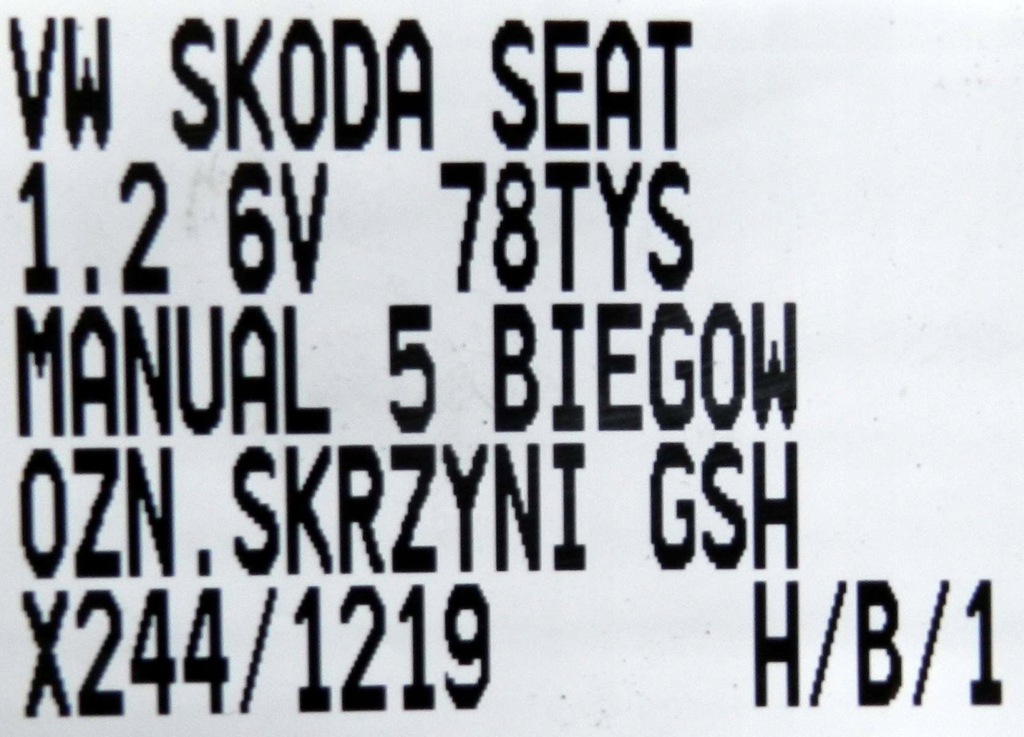 VW SKODA SEAT
1.2 6V 78TYS
MANUAL 5 BIEGOW
OZN.SKRZYNI GSH
X244/1219 H/B/1